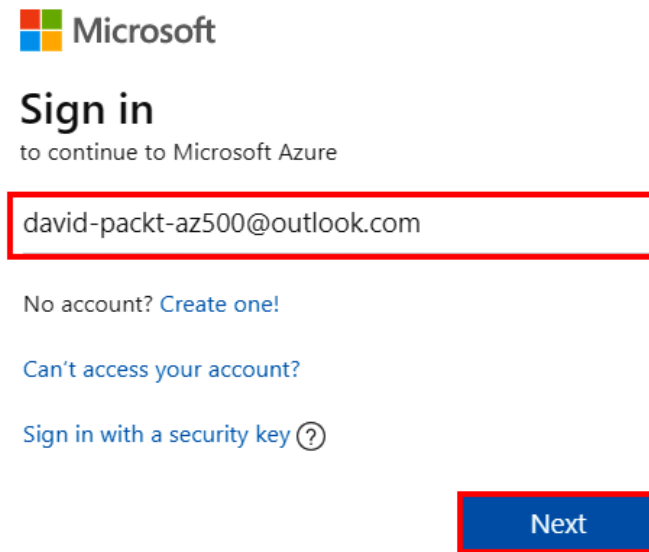 Microsoft
Sign in
to continue to Microsoft Azure
david-packt-az500@outlook.com
No account? Create one!
Can't access your account?
Sign in with a security key ?
Next